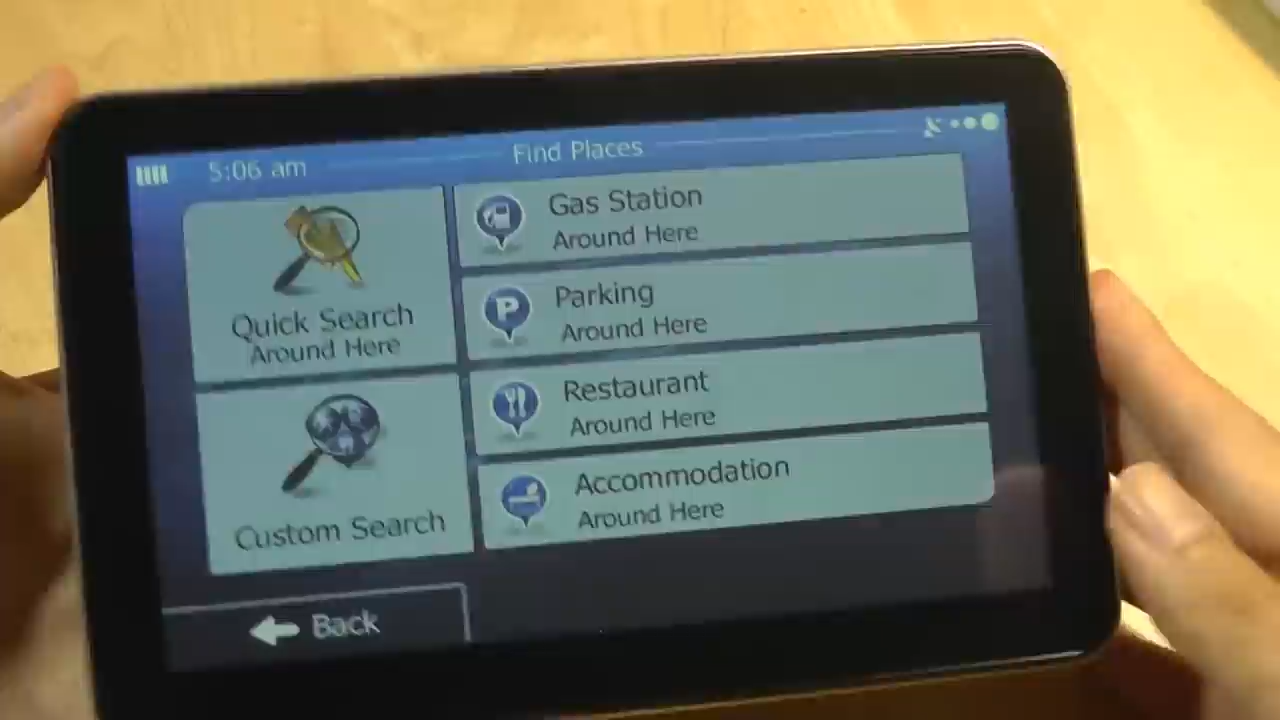 5:06 am
Find Places
Quick Search
Around Here
Custom Search
Gas Station
Around Here
P
Parking
Around Here
Restaurant
Around Here
Accommodation
Around Here
Back